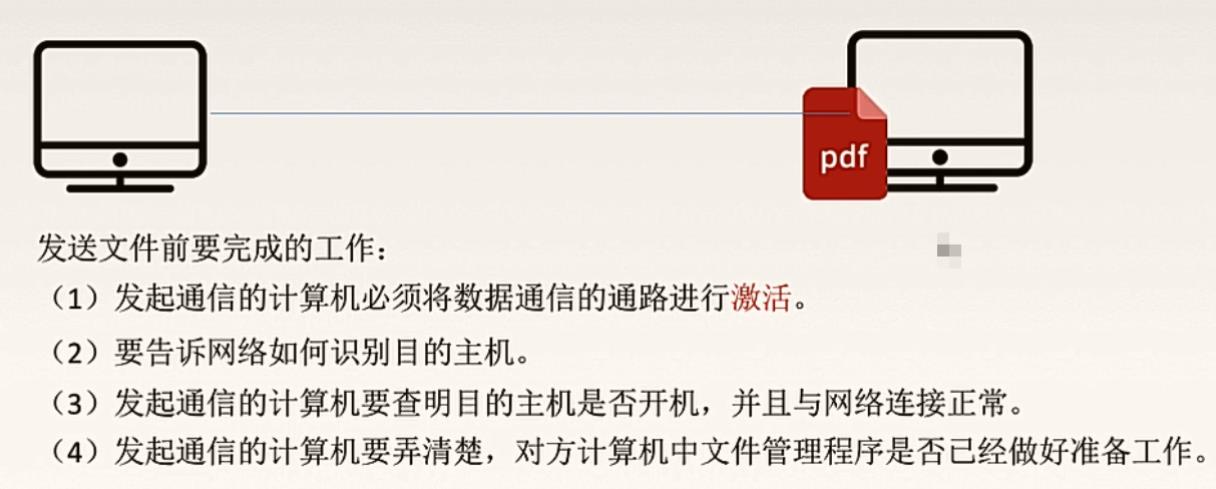 pdf
发送文件前要完成的工作：
（1）发起通信的计算机必须将数据通信的通路进行激活。
（2）要告诉网络如何识别目的主机。
（3）发起通信的计算机要查明目的主机是否开机，并且与网络连接正常。
（4）发起通信的计算机要弄清楚，对方计算机中文件管理程序是否已经做好准备工作。